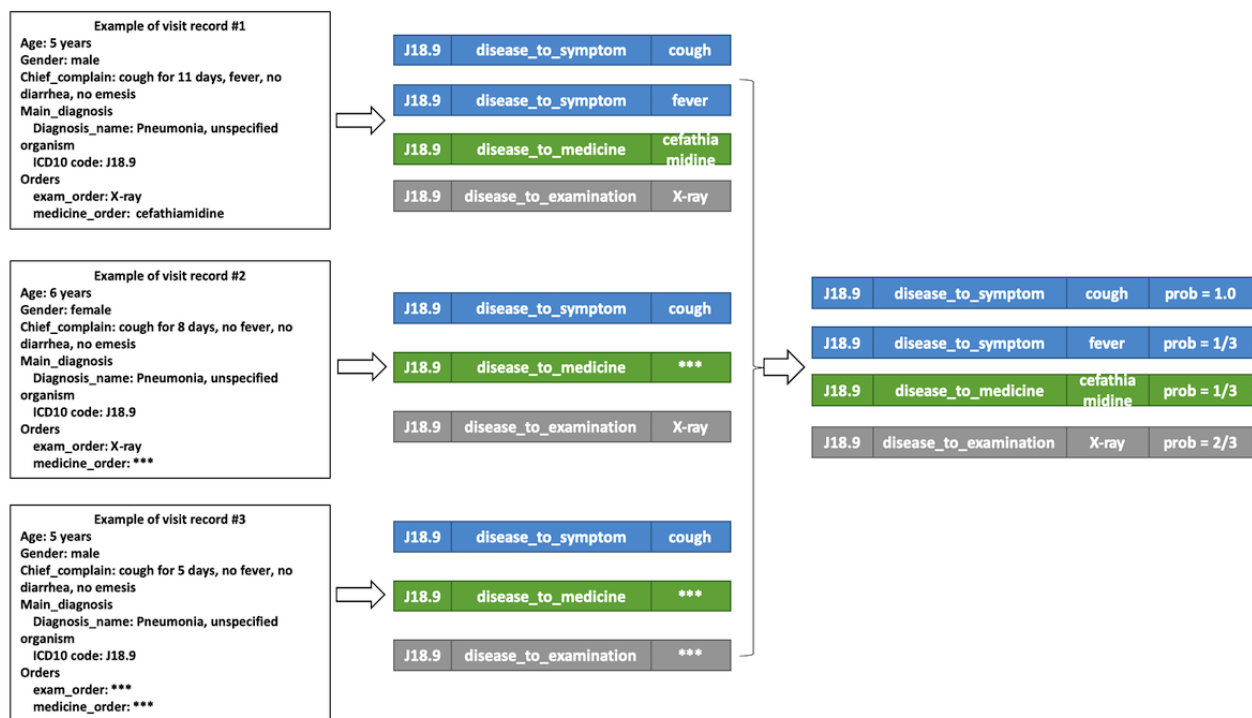 Example of visit record #1
Age: 5 years
Gender: male
Chief_complain: cough for 11 days, fever, no
diarrhea, no emesis
Main_diagnosis
Diagnosis_name: Pneumonia, unspecified
organism
ICD10 code: J18.9
Orders
exam_order: X-ray
medicine_order: cefathiamidine
J18.9 disease_to_symptom cough
J18.9 disease_to_symptom fever
J18.9 disease_to_medicine cefathia
midine
J18.9 disease_to_examination X-ray
Example of visit record #2
Age: 6 years
Gender: female
Chief_complain: cough for 8 days, no fever, no
diarrhea, no emesis
Main_diagnosis
Diagnosis_name: Pneumonia, unspecified
organism
ICD10 code: J18.9
Orders
exam_order: X-ray
medicine_order: ***
J18.9 disease_to_symptom cough
J18.9 disease_to_medicine ***
J18.9 disease_to_examination X-ray
Example of visit record #3
Age: 5 years
Gender: male
Chief_complain: cough for 5 days, no fever, no
diarrhea, no emesis
Main_diagnosis
Diagnosis_name: Pneumonia, unspecified
organism
ICD10 code: J18.9
Orders
exam_order: ***
medicine_order: ***
J18.9 disease_to_symptom cough
J18.9 disease_to_medicine ***
J18.9 disease_to_examination ***
J18.9 disease_to_symptom cough prob = 1.0
J18.9 disease_to_symptom fever prob = 1/3
J18.9 disease_to_medicine cefathia
midine prob = 1/3
J18.9 disease_to_examination X-ray prob = 2/3